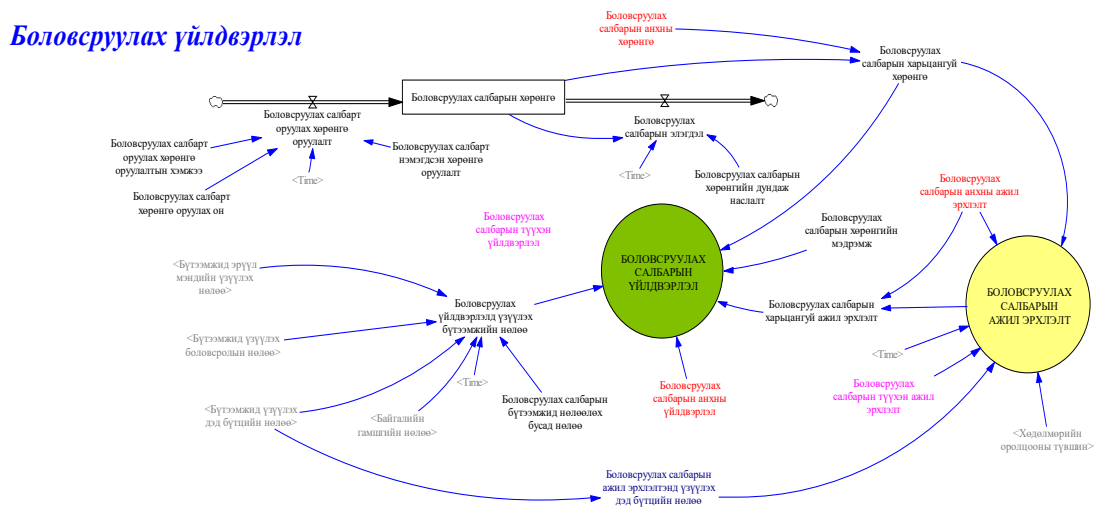 Боловсруулах үйлдвэрлэл
Боловсруулах
салбарын анхны
хөрөнгө
Боловсруулах
салбарын харьцангуй
хөрөнгө
Боловсруулах салбарын хөрөнгө
Боловсруулах салбарт
оруулах хөрөнгө
оруулалт
Боловсруулах
салбарын элэгдэл
Боловсруулах салбарт
оруулах хөрөнгө
оруулалтын хэмжээ
Боловсруулах салбарт
нэмэгдсэн хөрөнгө
оруулалт
<Time>
<Time>
Боловсруулах салбарын
хөрөнгийн дундаж
наслалт
Боловсруулах салбарт
хөрөнгө оруулах он
Боловсруулах
салбарын анхны ажил
эрхлэлт
Боловсруулах
салбарын түүхэн
үйлдвэрлэл
Боловсруулах
салбарын хөрөнгийн
мэдрэмж
БОЛОВСРУУЛАХ
САЛБАРЫН
ҮЙЛДВЭРЛЭЛ
<Бүтээмжид эрүүл
мэндийн үзүүлэх
нөлөө>
Боловсруулах
үйлдвэрлэлд үзүүлэх
бүтээмжийн нөлөө
Боловсруулах салбарын
харьцангуй ажил эрхлэлт
БОЛОВСРУУЛАХ
САЛБАРЫН
АЖИЛ ЭРХЛЭЛТ
<Бүтээмжид үзүүлэх
боловсролын нөлөө>
<Time>
<Time>
Боловсруулах
салбарын анхны
үйлдвэрлэл
Боловсруулах
салбарын түүхэн ажил
эрхлэлт
<Бүтээмжид үзүүлэх
дэд бүтцийн нөлөө>
<Байгалийн
гамшгийн нөлөө>
Боловсруулах салбарын
бүтээмжид нөлөөлөх
бусад нөлөө
<Хөдөлмөрийн
оролцооны түвшин>
Боловсруулах салбарын
ажил эрхлэлтэнд үзүүлэх
дэд бүтцийн нөлөө